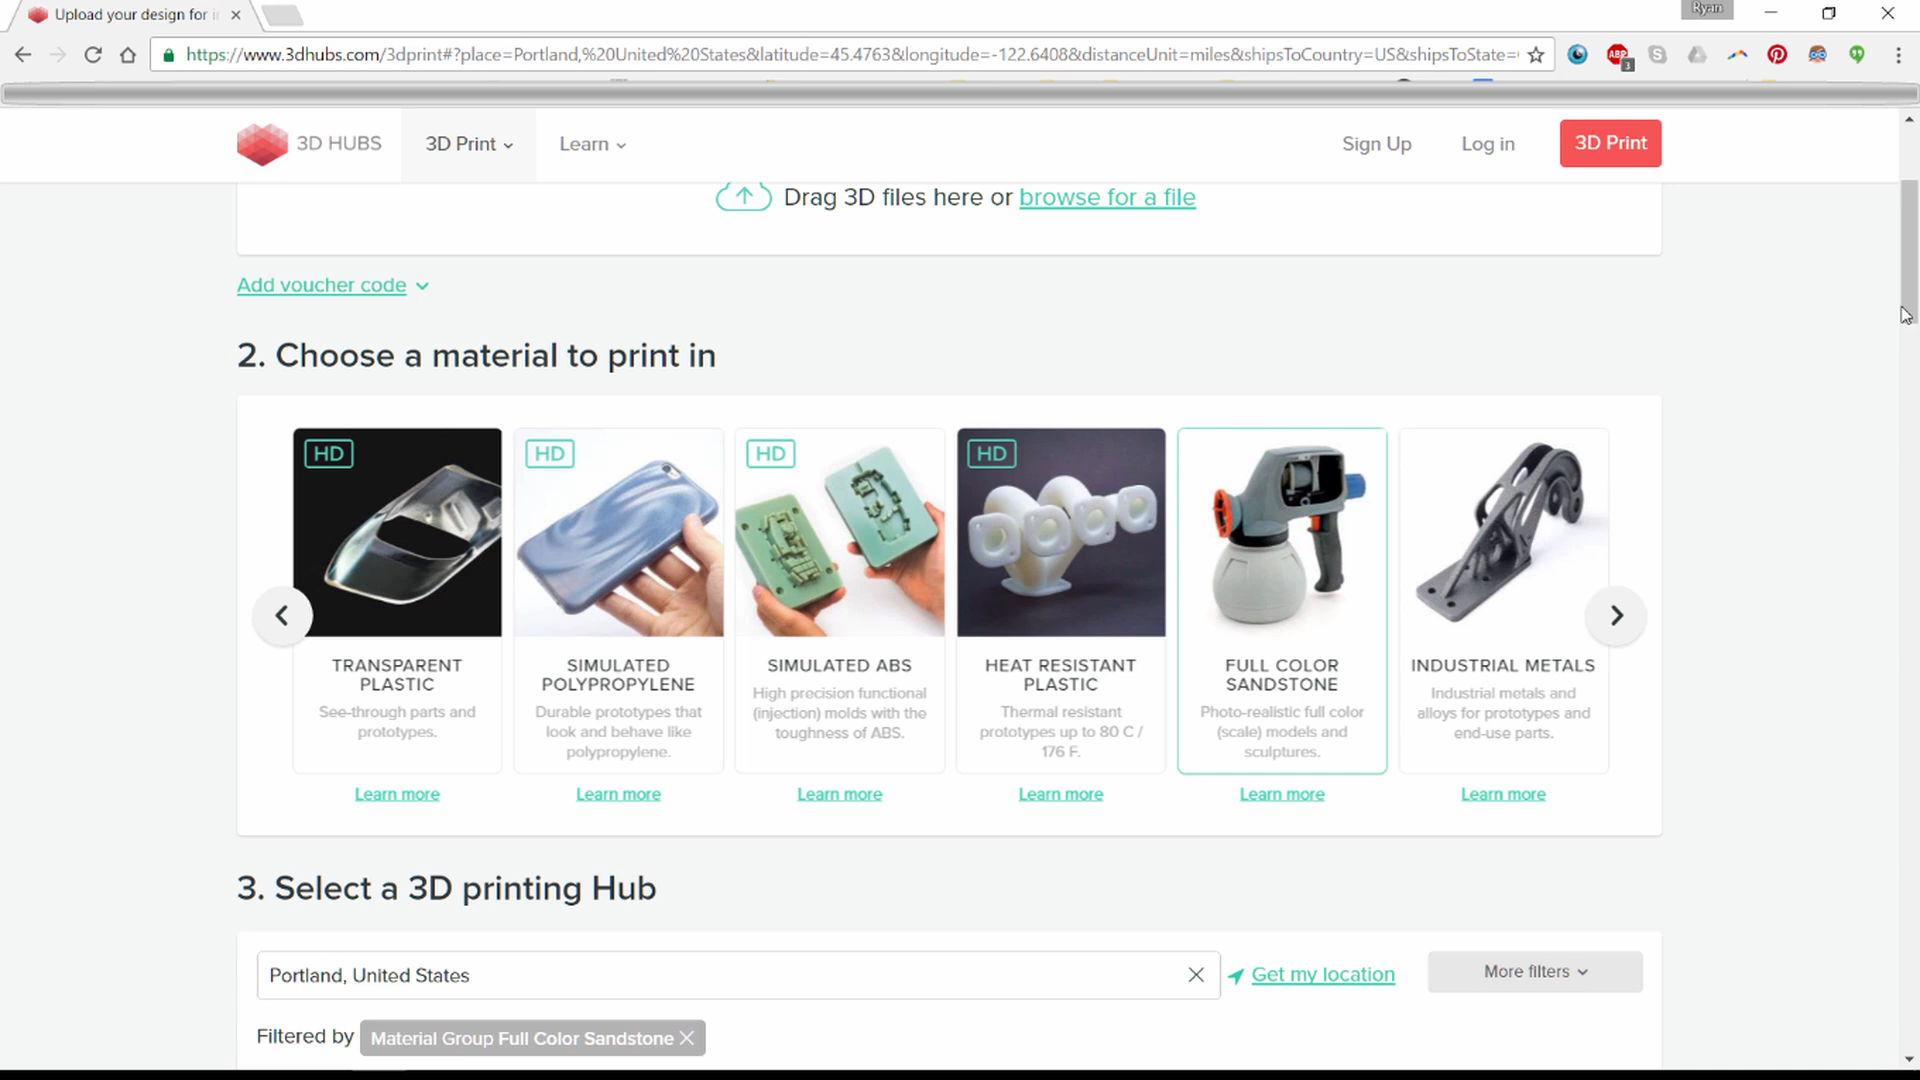 Upload your design for i
Ryan
https://www.3dhubs.com/3dprint#?place=Portland,%20United%20States&latitude=45.4763&longitude=-122.6408&distanceUnit=miles&shipsToCountry=US&shipsToState=
ABP
3
3D HUBS
3D Print
Learn
Sign Up
Log in
3D Print
Drag 3D files here or browse for a file
Add voucher code
2. Choose a material to print in
HD
HD
HD
HD
TRANSPARENT
PLASTIC
See-through parts and
prototypes.
Learn more
SIMULATED
POLYPROPYLENE
Durable prototypes that
look and behave like
polypropylene.
Learn more
SIMULATED ABS
High precision functional
(injection) molds with the
toughness of ABS.
Learn more
HEAT RESISTANT
PLASTIC
Thermal resistant
prototypes up to 80 C /
176 F.
Learn more
FULL COLOR
SANDSTONE
Photo-realistic full color
(scale) models and
sculptures.
Learn more
INDUSTRIAL METALS
Industrial metals and
alloys for prototypes and
end-use parts.
Learn more
3. Select a 3D printing Hub
Portland, United States
Get my location
More filters
Filtered by
Material Group Full Color Sandstone